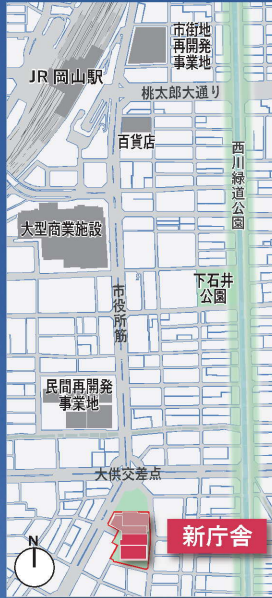 市街地
再開発
事業地
JR 岡山駅
桃太郎大通り
百貨店
西川緑道公園
大型商業施設
下石井
公園
市役所筋
民間再開発
事業地
大供交差点
新庁舎
N